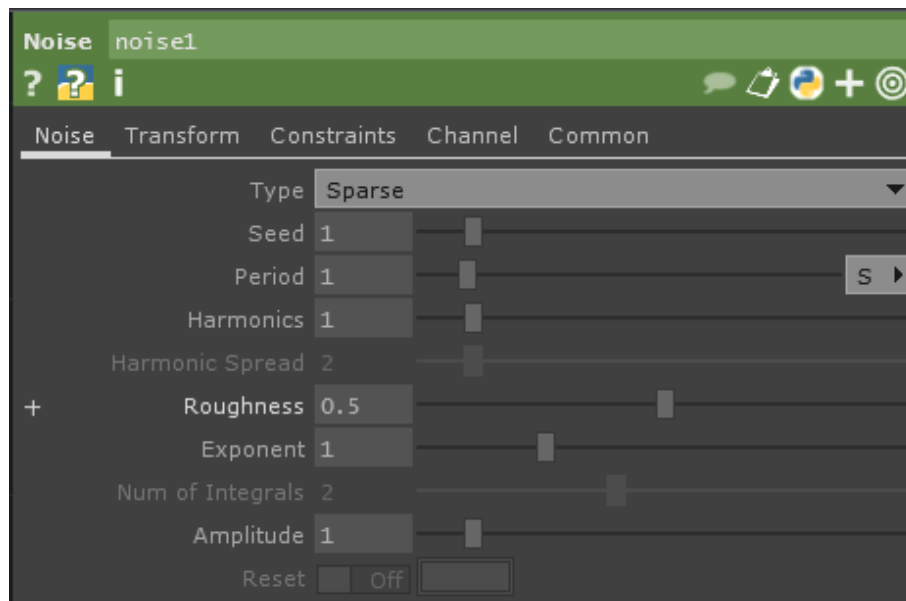 Noise noise1
? ? i
Noise Transform Constraints Channel Common
Type Sparse
Seed 1
Period 1 S
Harmonics 1
Harmonic Spread 2
+ Roughness 0.5
Exponent 1
Num of Integrals 2
Amplitude 1
Reset Off